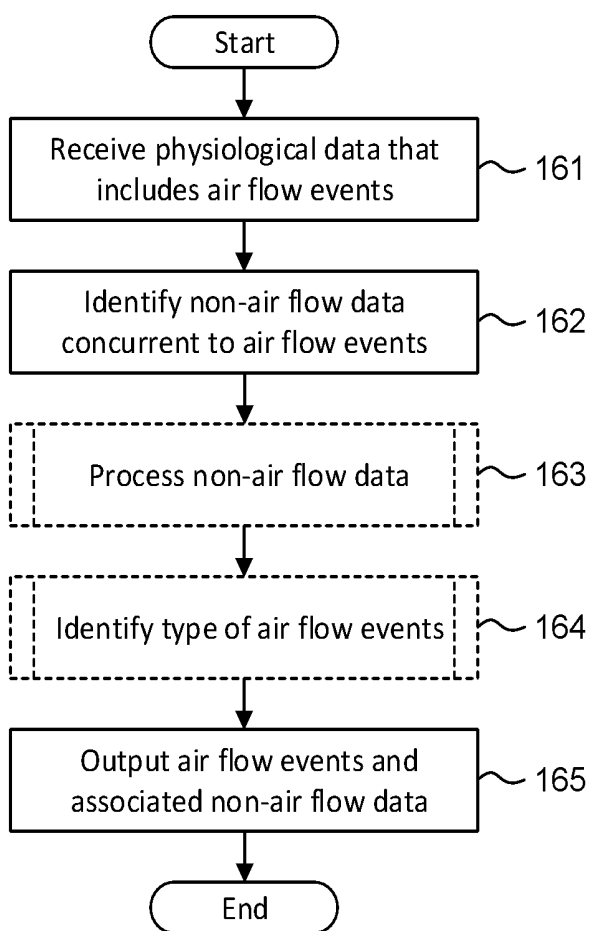 Start
Receive physiological data that
includes air flow events
161
Identify non-air flow data
concurrent to air flow events
162
Process non-air flow data
163
Identify type of air flow events
164
Output air flow events and
associated non-air flow data
165
End